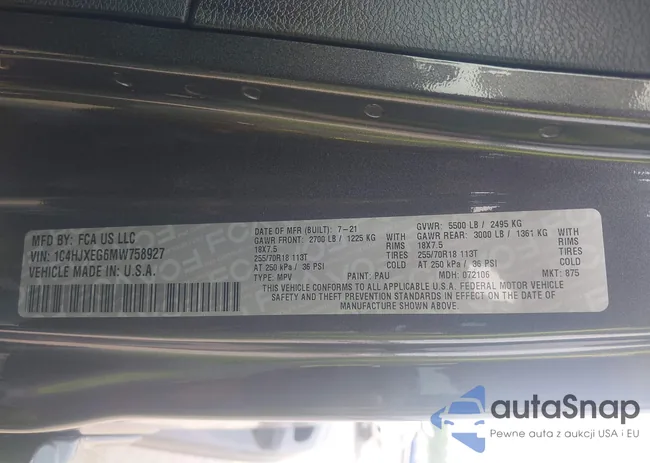 MFD BY: FCA US LLC
VIN: 1C4HJXEG6MW758927
VEHICLE MADE IN: U.S.A.
DATE OF MFR (BUILT): 7-21
GAWR FRONT: 2700 LB / 1225 KG WITH
18X7.5 RIMS
TIRES
255/70R18 113T
AT 250 kPa / 36 PSI COLD
TYPE: MPV PAINT: PAU
GVWR: 5500 LB / 2495 KG
GAWR REAR: 3000 LB / 1361 KG WITH
18X7.5 RIMS
TIRES
255/70R18 113T
AT 250 kPa / 36 PSI COLD
MDH: 072106 MKT: 875
THIS VEHICLE CONFORMS TO ALL APPLICABLE U.S.A. FEDERAL MOTOR VEHICLE
SAFETY AND THEFT PREVENTION STANDARDS IN EFFECT ON THE DATE OF
MANUFACTURE SHOWN ABOVE.
autaSnap
Pewne auta z aukcji USA i EU